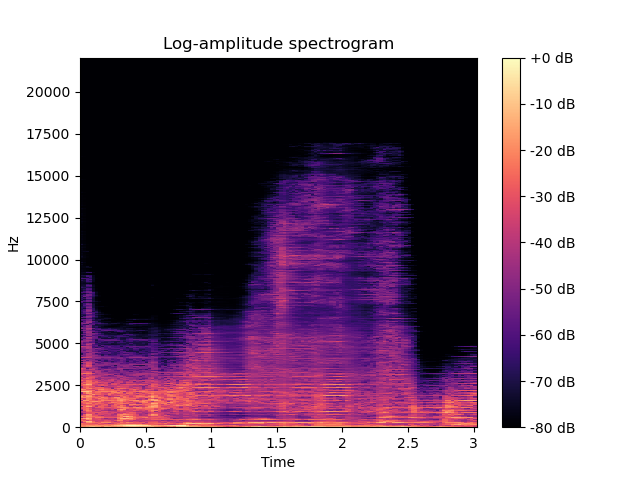 Log-amplitude spectrogram
Hz
20000
17500
15000
12500
10000
7500
5000
2500
0
0 0.5 1 1.5 2 2.5 3
Time
+0 dB
-10 dB
-20 dB
-30 dB
-40 dB
-50 dB
-60 dB
-70 dB
-80 dB